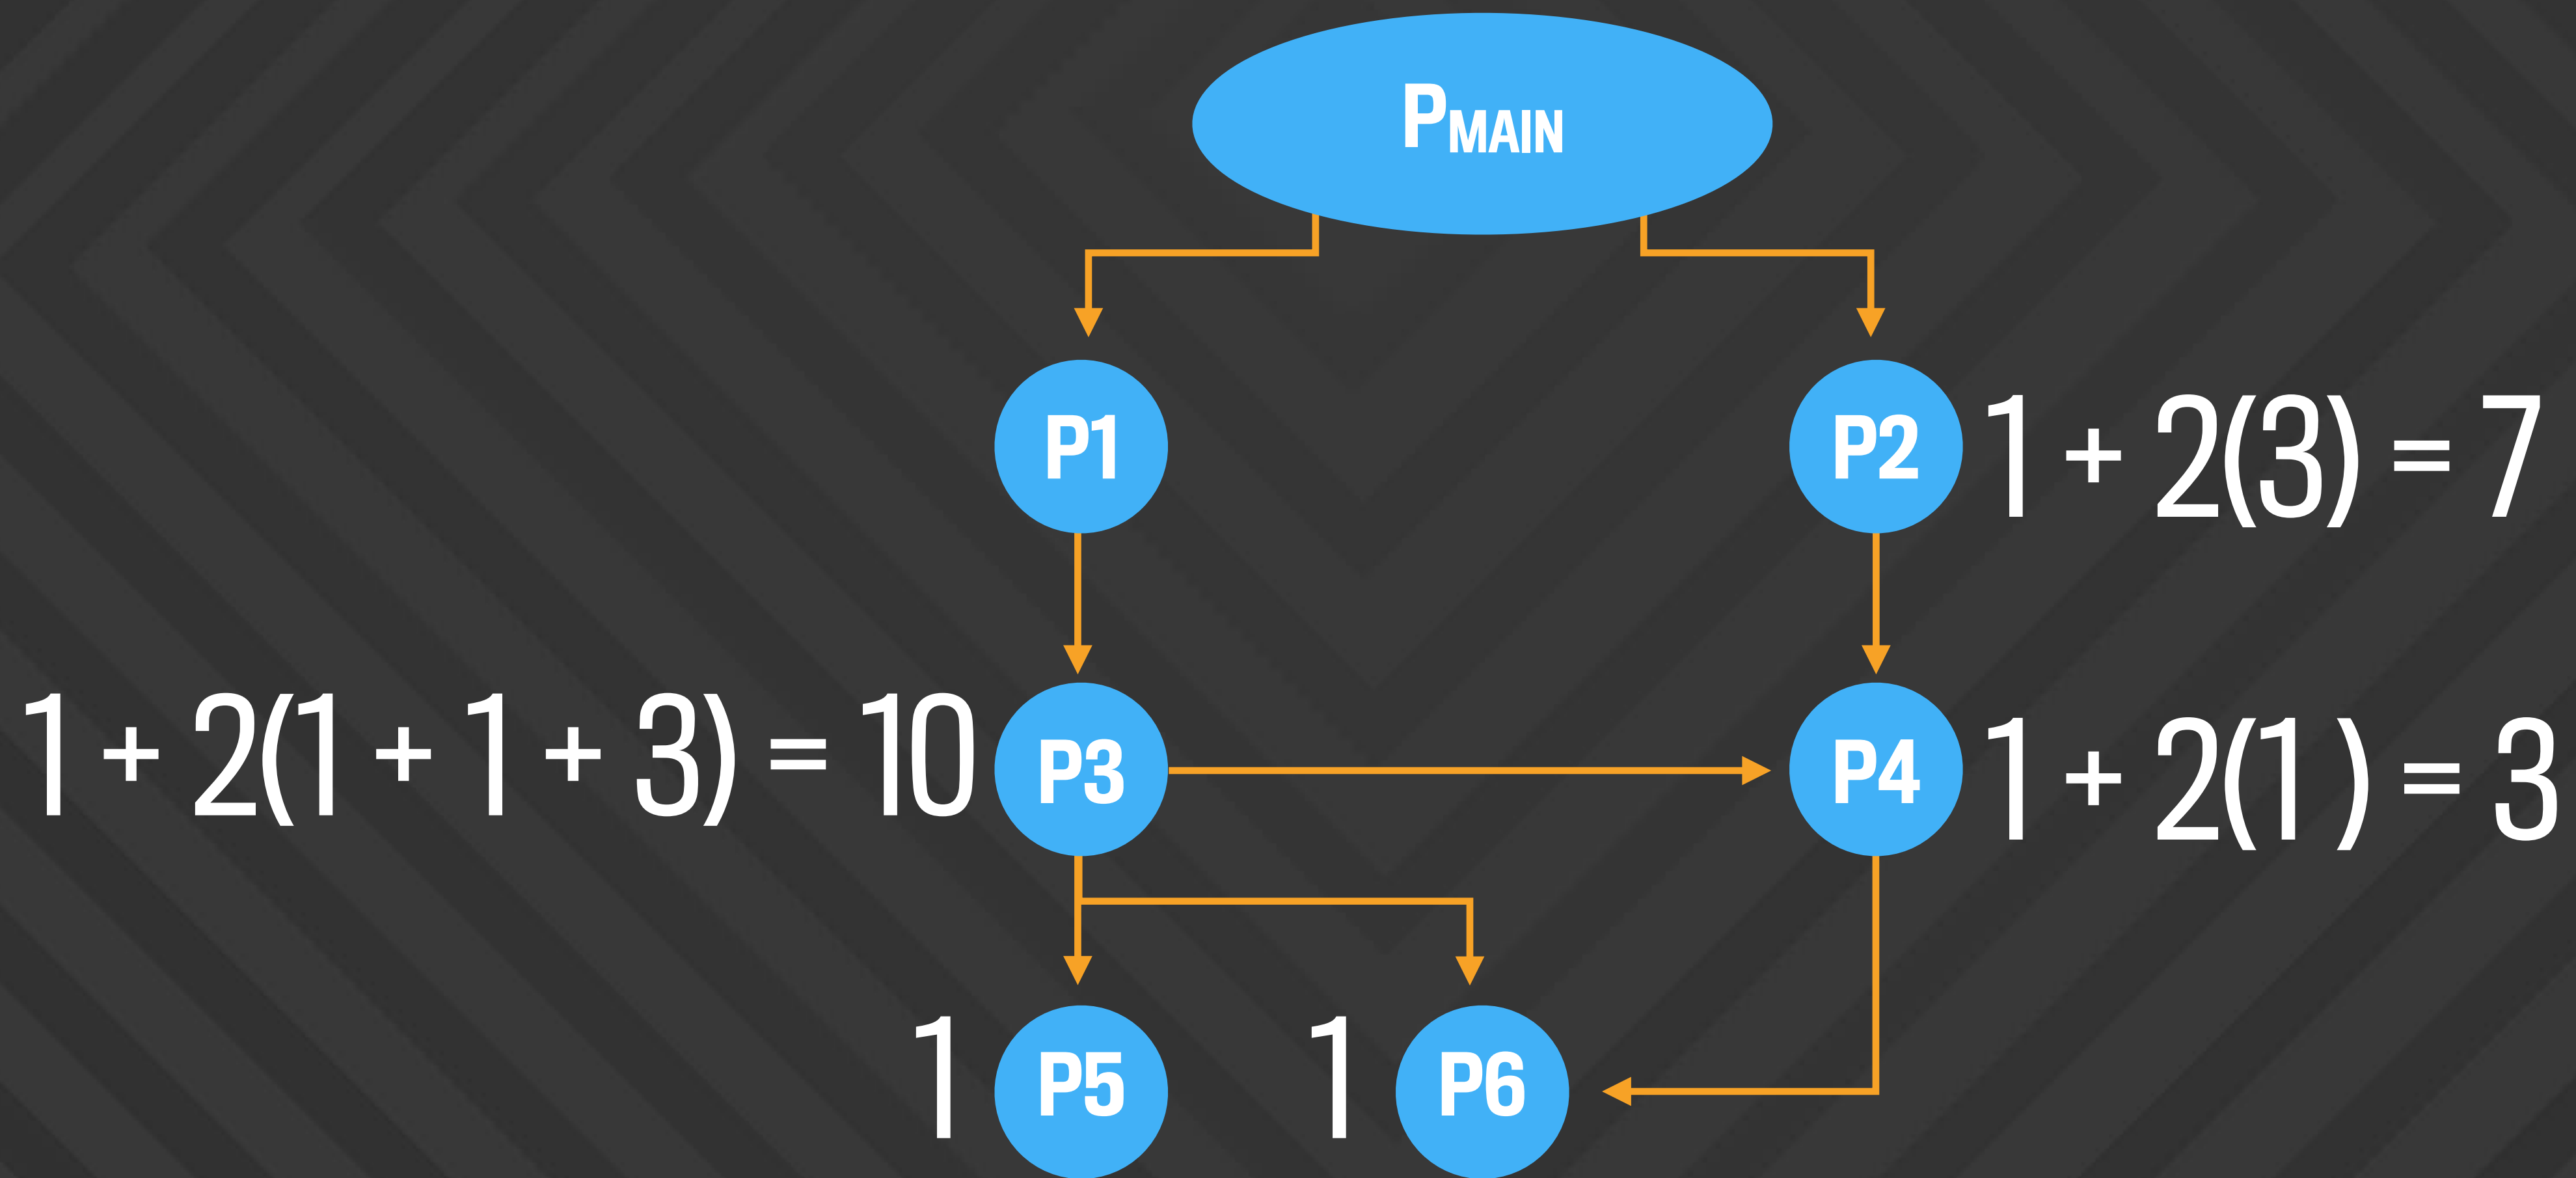 PMAIN
P1
P2 1 + 2(3) = 7
1 + 2(1 + 1 + 3) = 10 P3
P4 1 + 2(1 ) = 3
1 P5
1 P6